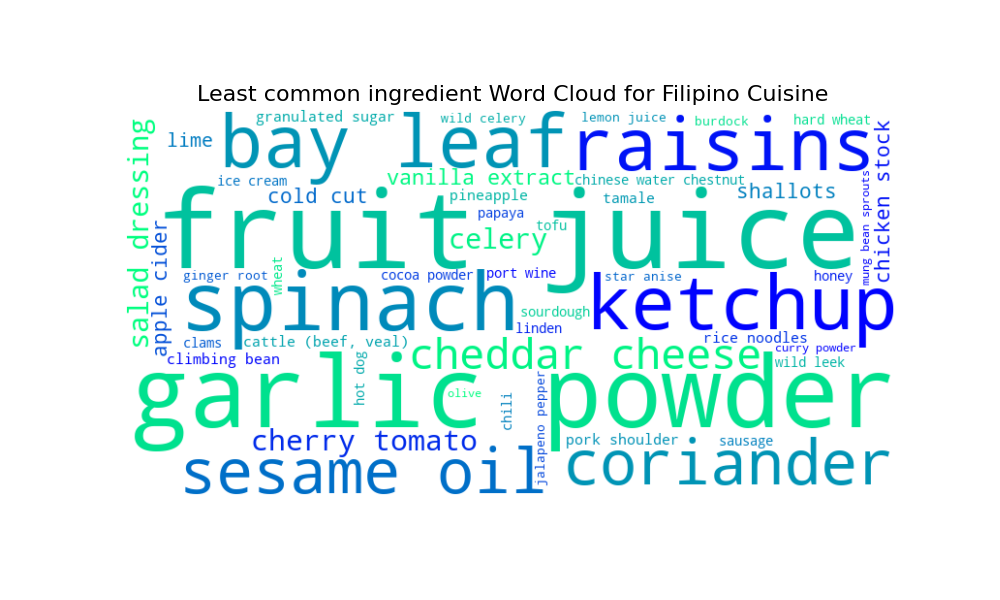 Least common ingredient Word Cloud for Filipino Cuisine
granulated sugar
wild celery
lemon juice
burdock
hard wheat
lime
bay leaf
raisins
salad dressing
chicken stock
ice cream
vanilla extract
chinese water chestnut
cold cut
pineapple
tamale
shallots
mung bean sprouts
papaya
fruit juice
tofu
celery
apple cider
ginger root
wheat
cocoa powder
port wine
star anise
honey
spinach
ketchup
sourdough
linden
clams
cattle (beef, veal)
rice noodles
curry powder
climbing bean
cheddar cheese
wild leek
hot dog
garlic powder
olive
chili
jalapeno pepper
cherry tomato
pork shoulder
sausage
sesame oil
coriander